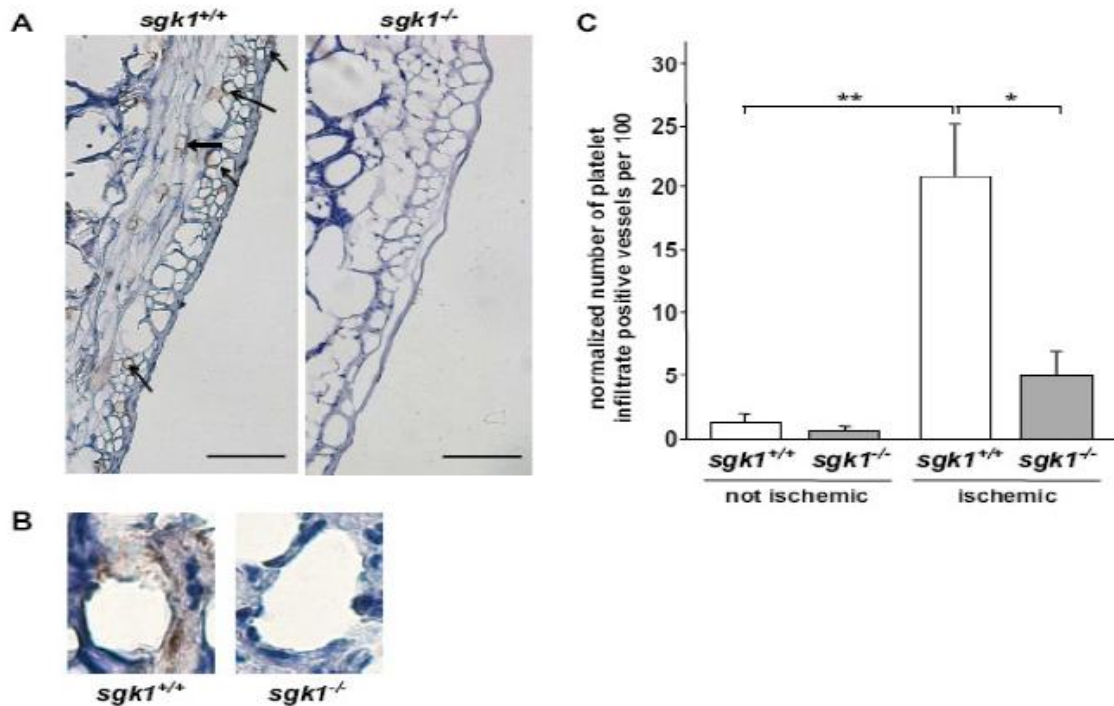 A
sgk1+/+
sgk1-/-
B
sgk1+/+
sgk1-/-
C
normalized number of platelet
infiltrate positive vessels per 100
30
25
20
15
10
5
0
**
*
sgk1+/+
sgk1-/-
sgk1+/+
sgk1-/-
not ischemic
ischemic